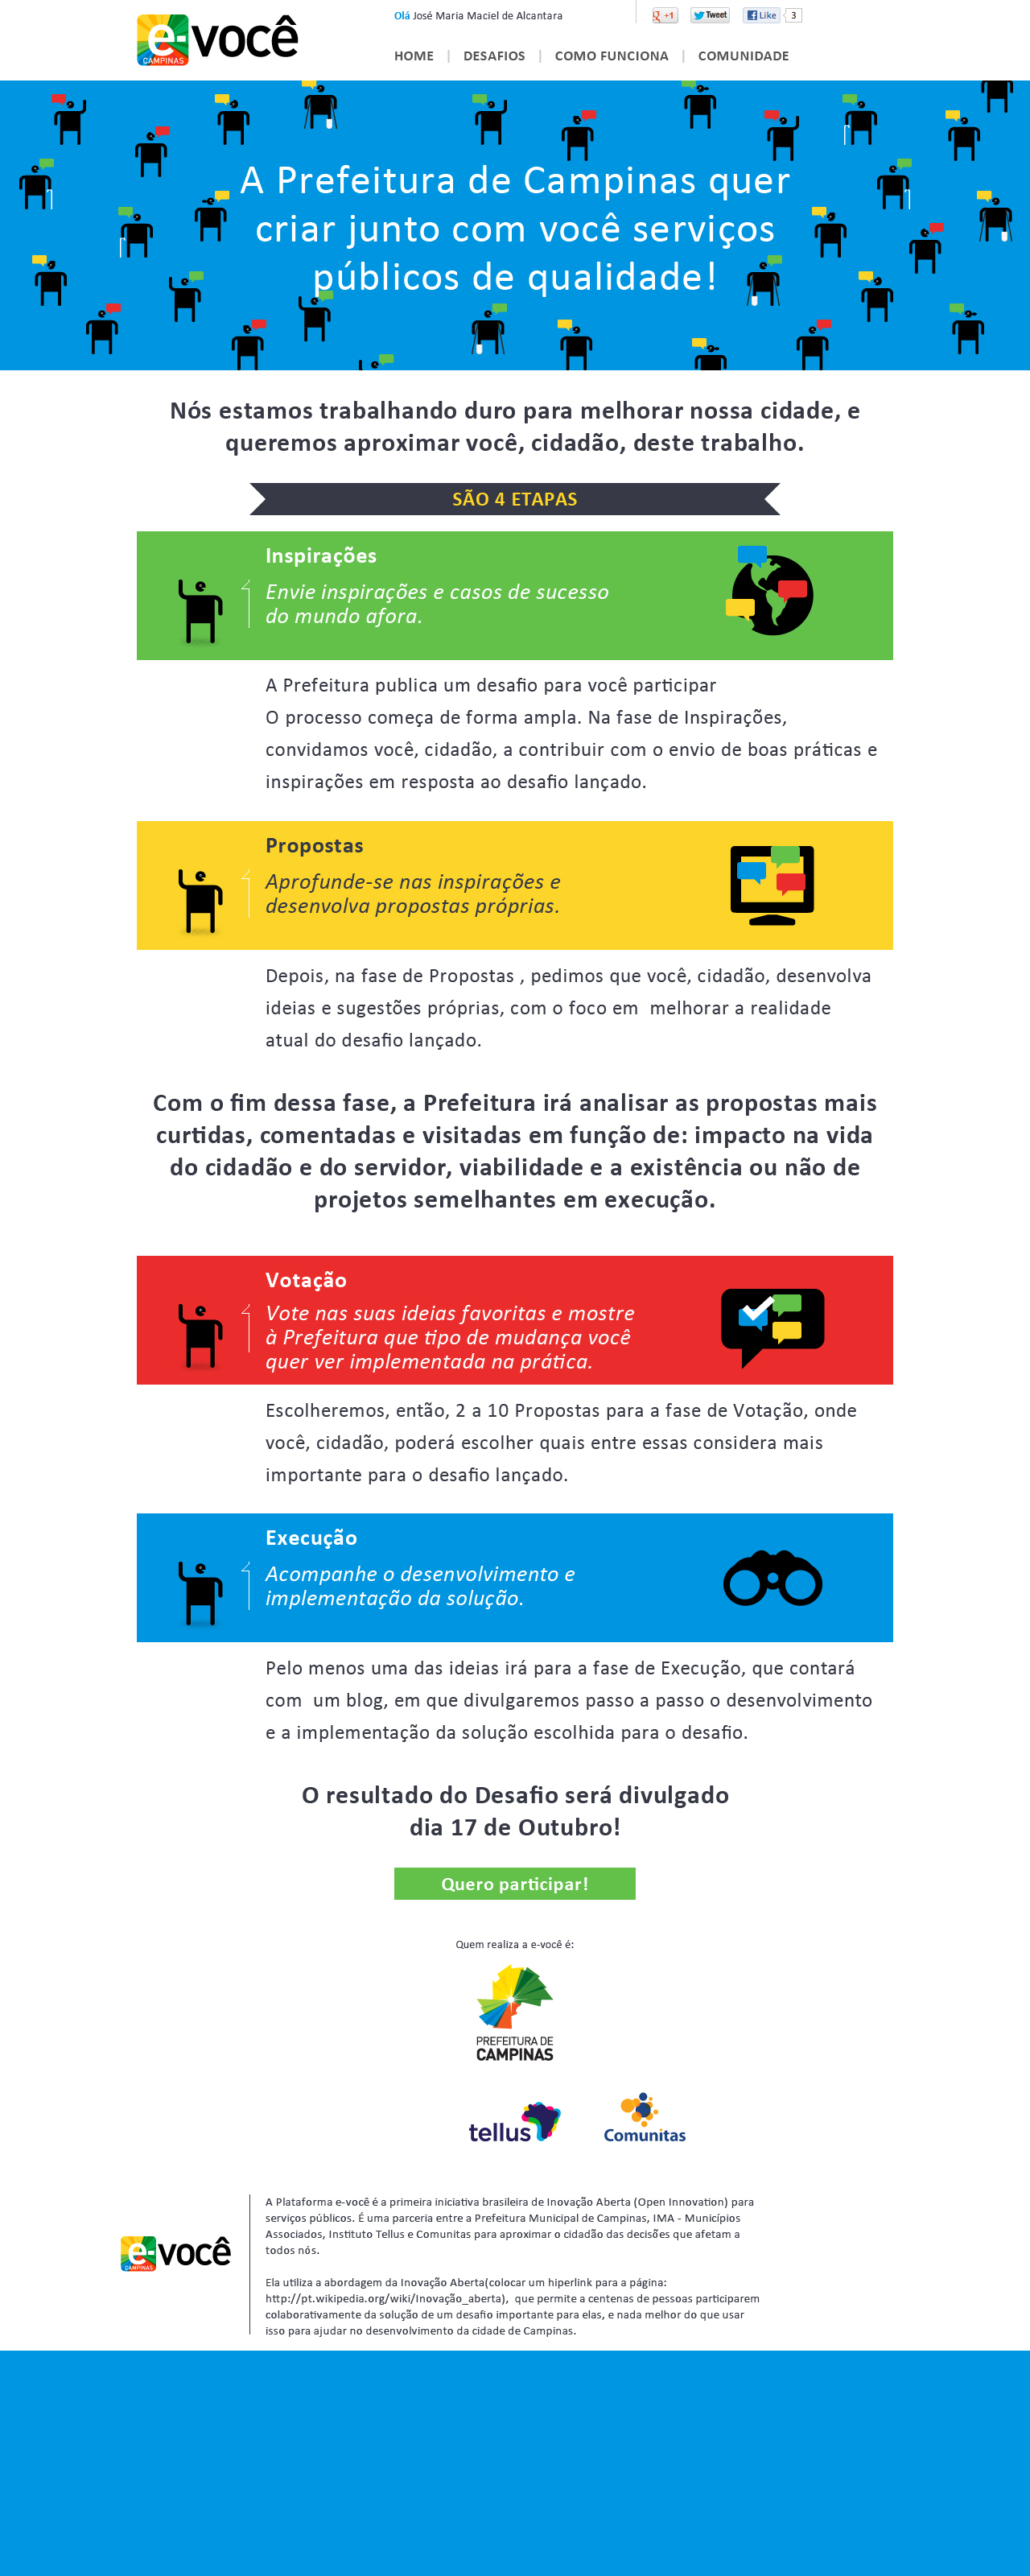 e-você
CAMPINAS
Olá José Maria Maciel de Alcantara
+1
Tweet
Like
3
HOME | DESAFIOS | COMO FUNCIONA | COMUNIDADE
A Prefeitura de Campinas quer
criar junto com você serviços
públicos de qualidade!
Nós estamos trabalhando duro para melhorar nossa cidade, e
queremos aproximar você, cidadão, deste trabalho.
SÃO 4 ETAPAS
Inspirações
Envie inspirações e casos de sucesso
do mundo afora.
A Prefeitura publica um desafio para você participar
O processo começa de forma ampla. Na fase de Inspirações,
convidamos você, cidadão, a contribuir com o envio de boas práticas e
inspirações em resposta ao desafio lançado.
Propostas
Aprofunde-se nas inspirações e
desenvolva propostas próprias.
Depois, na fase de Propostas , pedimos que você, cidadão, desenvolva
ideias e sugestões próprias, com o foco em  melhorar a realidade
atual do desafio lançado.
Com o fim dessa fase, a Prefeitura irá analisar as propostas mais
curtidas, comentadas e visitadas em função de: impacto na vida
do cidadão e do servidor, viabilidade e a existência ou não de
projetos semelhantes em execução.
Votação
Vote nas suas ideias favoritas e mostre
à Prefeitura que tipo de mudança você
quer ver implementada na prática.
Escolheremos, então, 2 a 10 Propostas para a fase de Votação, onde
você, cidadão, poderá escolher quais entre essas considera mais
importante para o desafio lançado.
Execução
Acompanhe o desenvolvimento e
implementação da solução.
Pelo menos uma das ideias irá para a fase de Execução, que contará
com  um blog, em que divulgaremos passo a passo o desenvolvimento
e a implementação da solução escolhida para o desafio.
O resultado do Desafio será divulgado
dia 17 de Outubro!
Quero participar!
Quem realiza a e-você é:
PREFEITURA DE
CAMPINAS
tellus
Comunitas
e-você
CAMPINAS
A Plataforma e-você é a primeira iniciativa brasileira de Inovação Aberta (Open Innovation) para
serviços públicos. É uma parceria entre a Prefeitura Municipal de Campinas, IMA - Municípios
Associados, Instituto Tellus e Comunitas para aproximar o cidadão das decisões que afetam a
todos nós.
Ela utiliza a abordagem da Inovação Aberta(colocar um hiperlink para a página:
http://pt.wikipedia.org/wiki/Inovação_aberta),  que permite a centenas de pessoas participarem
colaborativamente da solução de um desafio importante para elas, e nada melhor do que usar
isso para ajudar no desenvolvimento da cidade de Campinas.